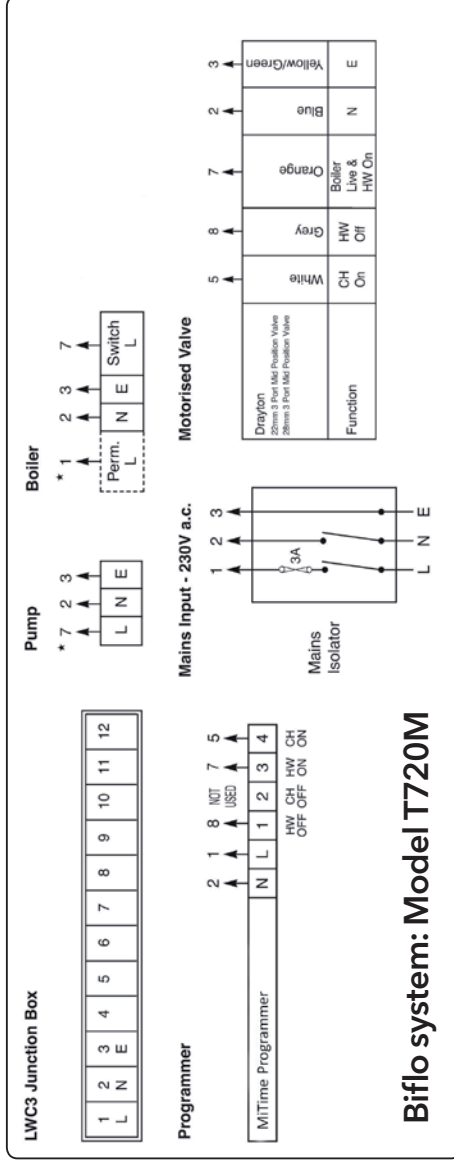 LWC3 Junction Box
1 2 3 4 5 6 7 8 9 10 11 12
L N E
Pump
* 7 2 3
L N E
Boiler
* 1 2 3 7
Perm. L N E Switch L
Programmer
2 1 8 NOT USED 7 5
MiTime Programmer N L 1 2 3 4
HW OFF CH OFF HW ON CH ON
Mains Input - 230V a.c.
1 2 3
3A
Mains
Isolator
L N E
Motorised Valve
5 8 7 2 3
Drayton
22mm 3 Port Mid Position Valve
28mm 3 Port Mid Position Valve
White Grey Orange Blue Yellow/Green
Function CH On HW Off Boiler Live & HW On N E
Biflo system: Model T720M